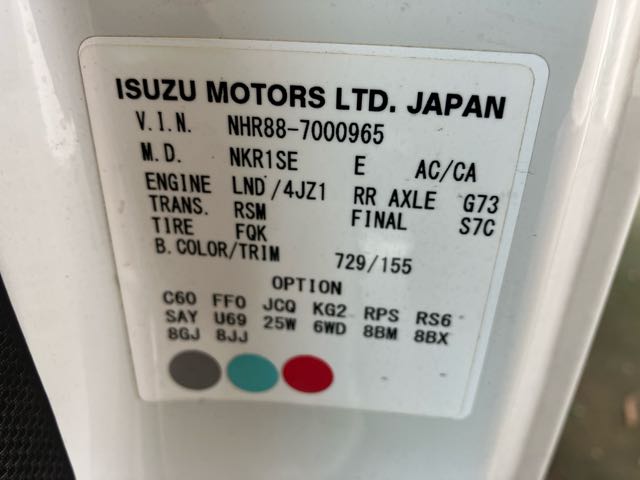 ISUZU MOTORS LTD. JAPAN
V.I.N. NHR88-7000965
M.D. NKR1SE E AC/CA
ENGINE LND/4JZ1 RR AXLE G73
TRANS. RSM FINAL S7C
TIRE FQK
B.COLOR/TRIM 729/155
OPTION
C60 FF0 JCQ KG2 RPS RS6
SAY U69 25W 6WD 8BM 8BX
8GJ 8JJ